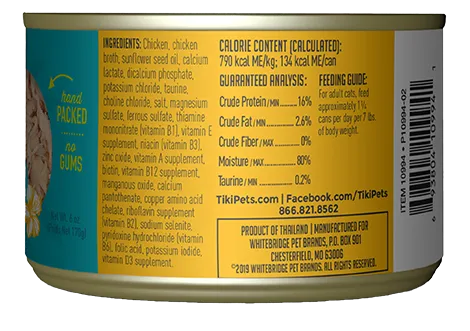 hand
PACKED
no
GUMS
Net Wt. 6 oz.
INGREDIENTS: Chicken, chicken
broth, sunflower seed oil, calcium
lactate, dicalcium phosphate,
potassium chloride, taurine,
choline chloride, salt, magnesium
sulfate, ferrous sulfate, thiamine
mononitrate (vitamin B1), vitamin E
supplement, niacin (vitamin B3),
zinc oxide, vitamin A supplement,
biotin, vitamin B12 supplement,
manganous oxide, calcium
pantothenate, copper amino acid
chelate, riboflavin supplement
(vitamin B2), sodium selenite,
pyridoxine hydrochloride (vitamin
B6), folic acid, potassium iodide,
vitamin D3 supplement.
CALORIE CONTENT (CALCULATED):
790 kcal ME/kg; 134 kcal ME/can
GUARANTEED ANALYSIS:
Crude Protein/MIN ......... 16%
Crude Fat/MIN ............ 2.6%
Crude Fiber/MAX .......... 0%
Moisture/MAX ............ 80%
Taurine/MIN .............. 0.2%
FEEDING GUIDE:
For adult cats, feed
approximately 1¼
cans per day per 7 lbs.
of body weight.
TikiPets.com | Facebook.com/TikiPets
866.821.8562
PRODUCT OF THAILAND | MANUFACTURED FOR
WHITEBRIDGE PET BRANDS, P.O. BOX 901
CHESTERFIELD, MO 63006
©2019 WHITEBRIDGE PET BRANDS. ALL RIGHTS RESERVED.
ITEM 10994 • P10994-02